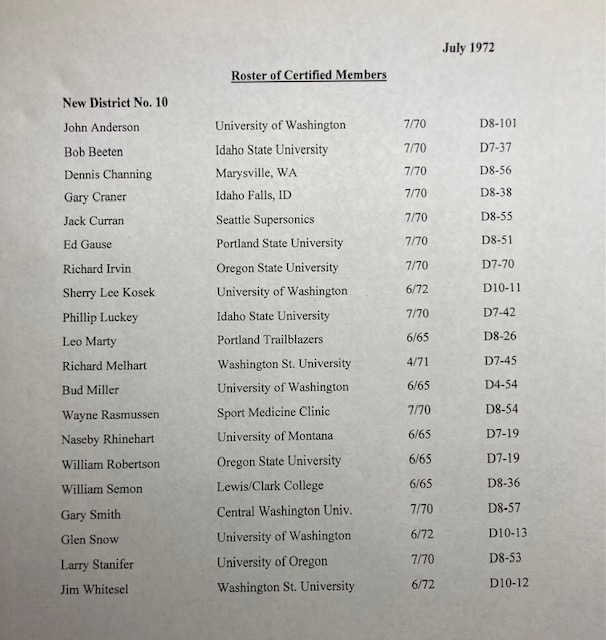 July 1972
Roster of Certified Members
New District No. 10
John Anderson University of Washington 7/70 D8-101
Bob Beeten Idaho State University 7/70 D7-37
Dennis Channing Marysville, WA 7/70 D8-56
Gary Craner Idaho Falls, ID 7/70 D8-38
Jack Curran Seattle Supersonics 7/70 D8-55
Ed Gause Portland State University 7/70 D8-51
Richard Irvin Oregon State University 7/70 D7-70
Sherry Lee Kosek University of Washington 6/72 D10-11
Phillip Luckey Idaho State University 7/70 D7-42
Leo Marty Portland Trailblazers 6/65 D8-26
Richard Melhart Washington St. University 4/71 D7-45
Bud Miller University of Washington 6/65 D4-54
Wayne Rasmussen Sport Medicine Clinic 7/70 D8-54
Naseby Rhinehart University of Montana 6/65 D7-19
William Robertson Oregon State University 6/65 D7-19
William Semon Lewis/Clark College 6/65 D8-36
Gary Smith Central Washington Univ. 7/70 D8-57
Glen Snow University of Washington 6/72 D10-13
Larry Stanifer University of Oregon 7/70 D8-53
Jim Whitesel Washington St. University 6/72 D10-12